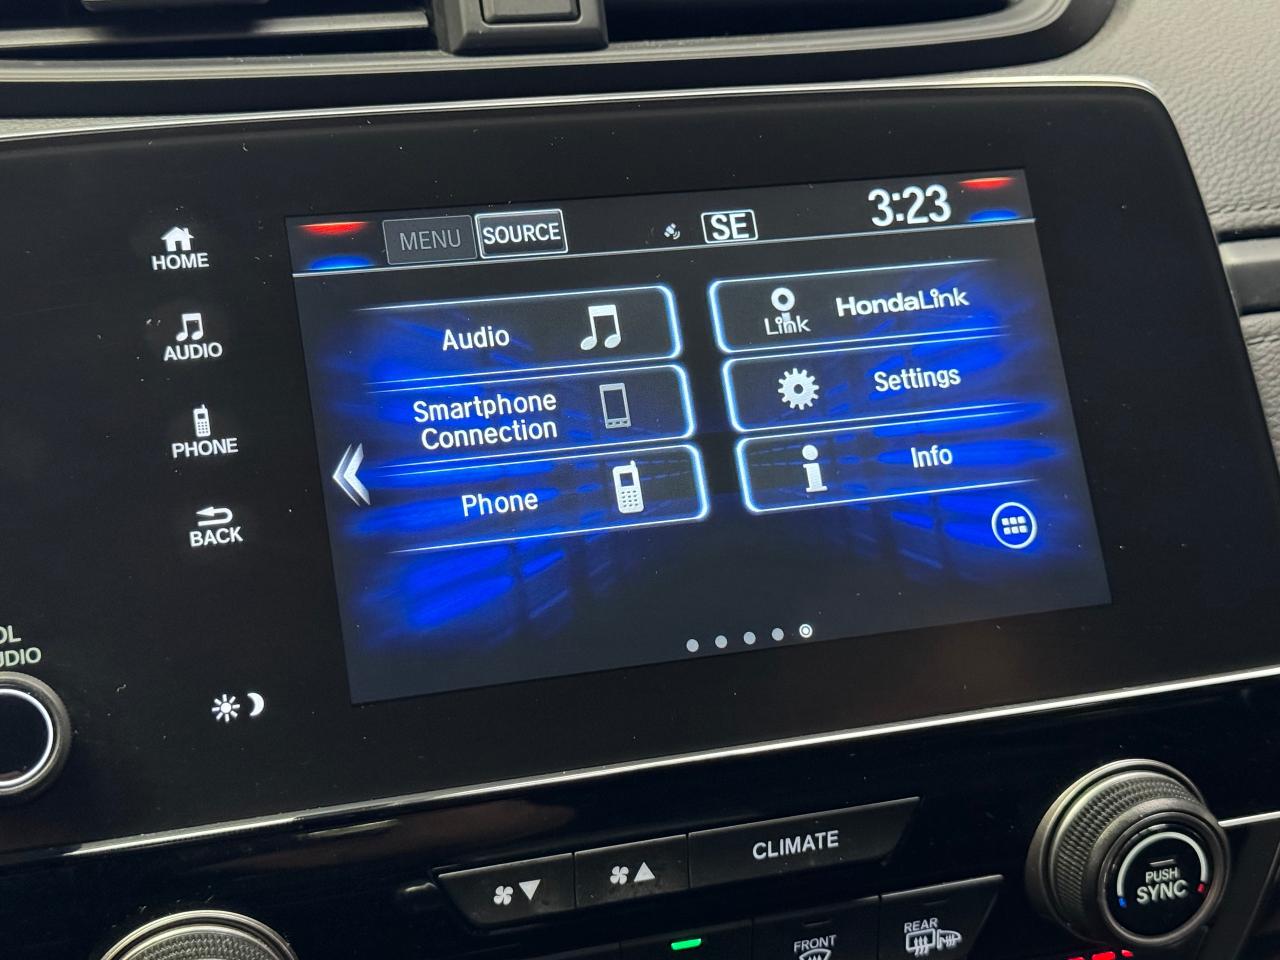 MENU
SOURCE
SE
3:23
HOME
AUDIO
PHONE
BACK
Audio
Smartphone
Connection
Phone
Link
HondaLink
Settings
Info
CLIMATE
PUSH
SYNC
FRONT
REAR